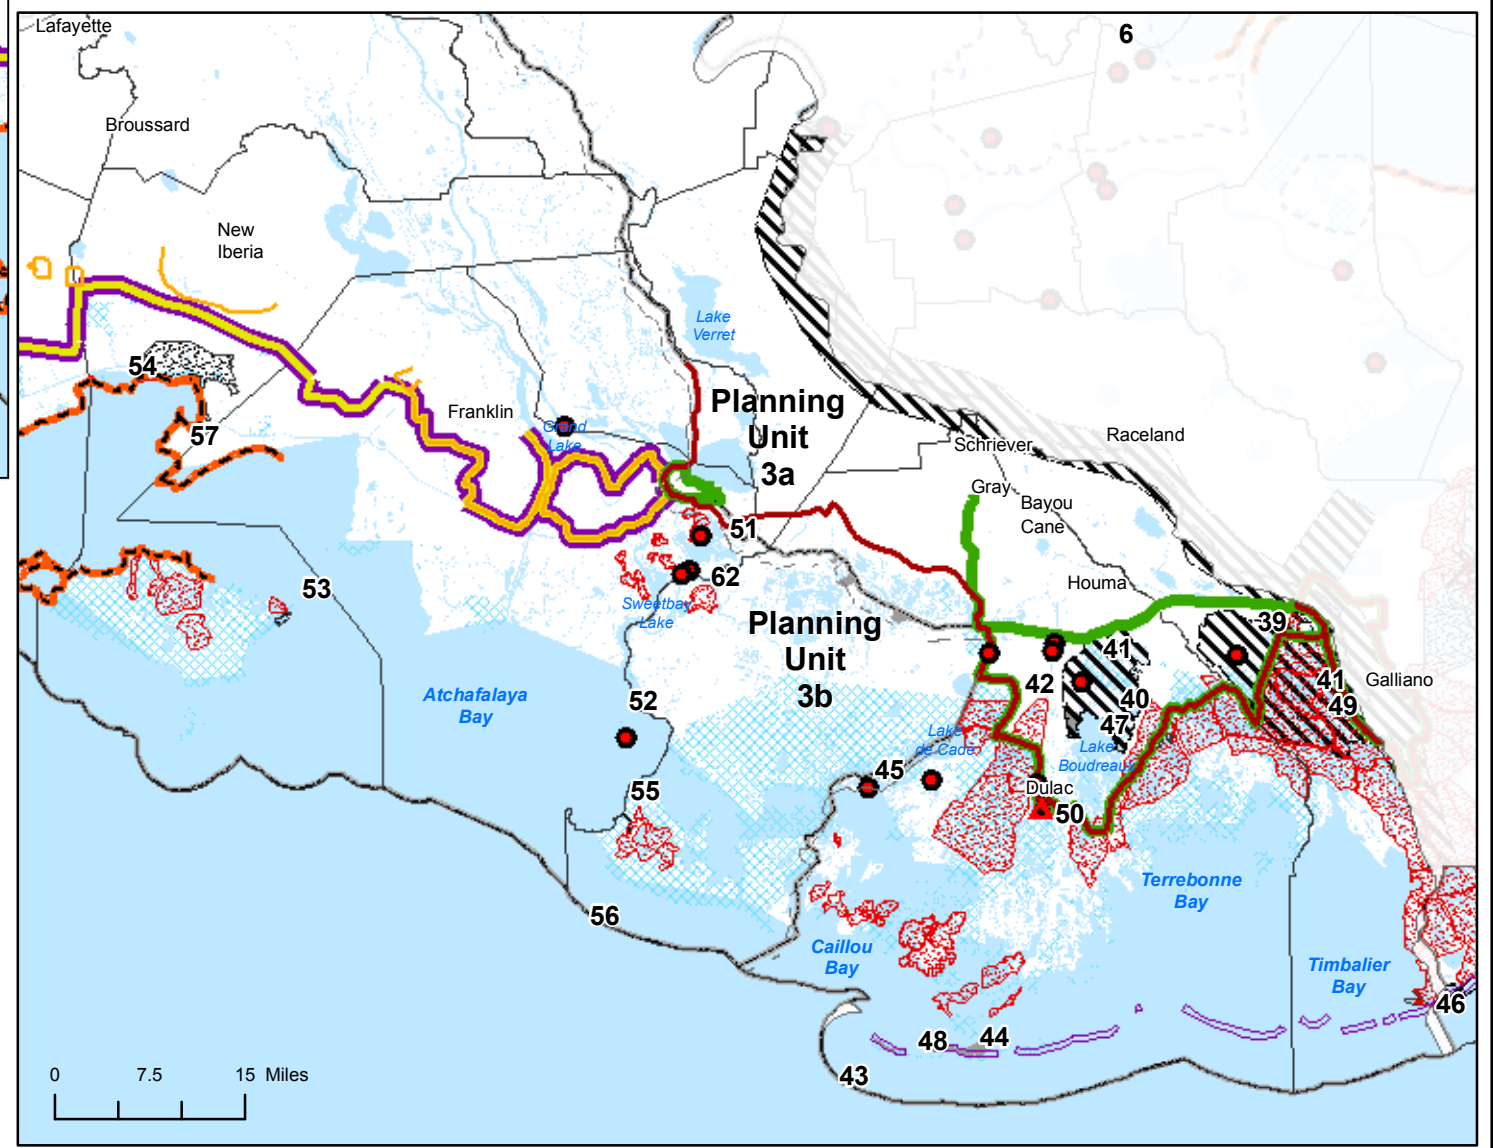 Lafayette
6
Broussard
New
Iberia
Lake
Verret
54
Planning
Unit
3a
Franklin
Grand
Lake
57
Schriever
Raceland
Gray
Bayou
Cane
51
53
62
Houma
Sweetbay
Lake
Planning
Unit
3b
39
41
42
40
41
Galliano
Atchafalaya
Bay
52
47
49
Lake
de Cade
Lake
Boudreaux
45
Dulac
50
55
Terrebonne
Bay
56
Caillou
Bay
Timbalier
Bay
46
48
44
43
0 7.5 15 Miles